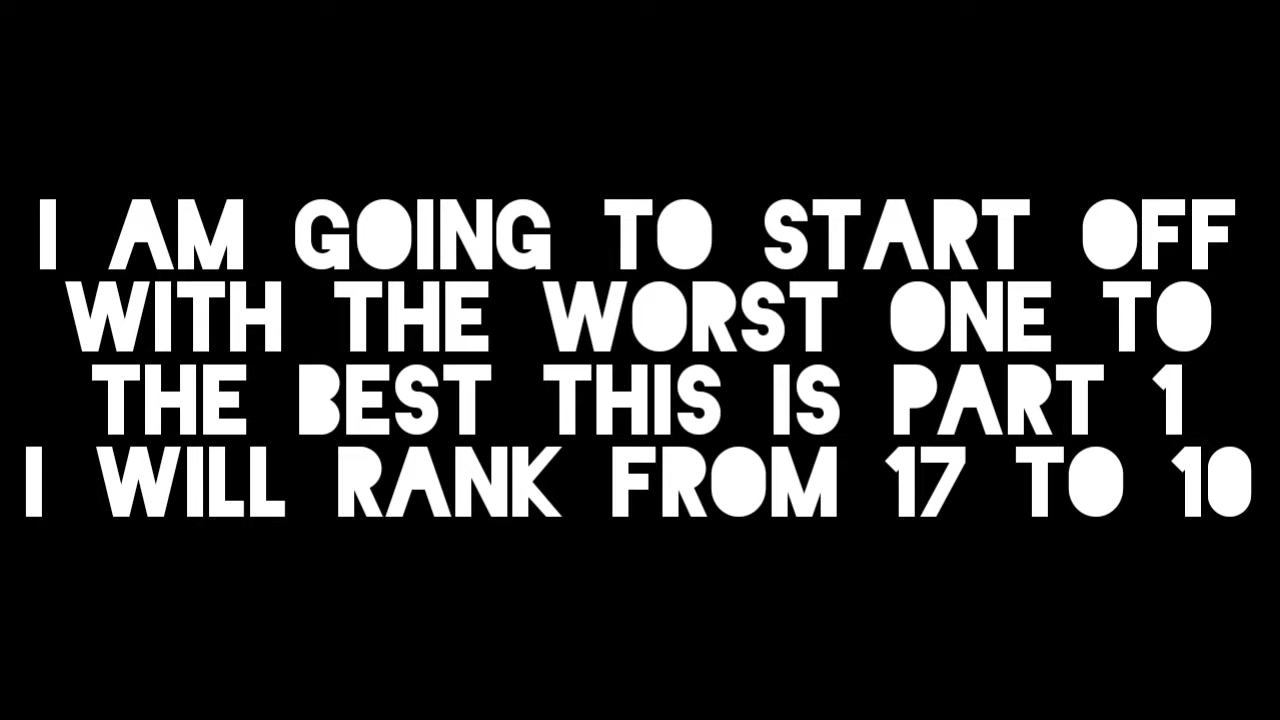 I AM GOING TO START OFF
WITH THE WORST ONE TO
THE BEST THIS IS PART 1
I WILL RANK FROM 17 TO 10